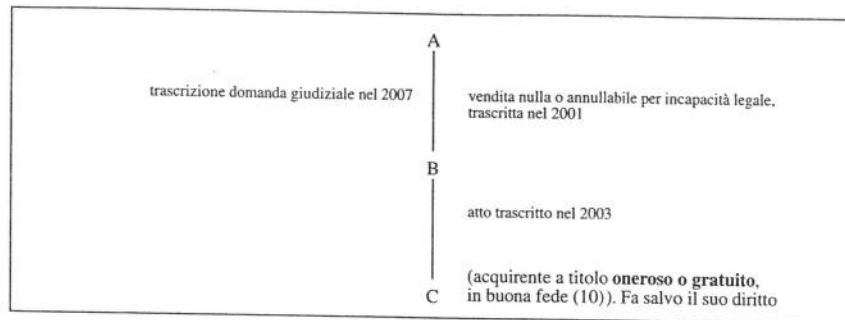 A
trascrizione domanda giudiziale nel 2007
vendita nulla o annullabile per incapacità legale,
trascritta nel 2001
B
atto trascritto nel 2003
(acquirente a titolo oneroso o gratuito,
C
in buona fede (10)). Fa salvo il suo diritto